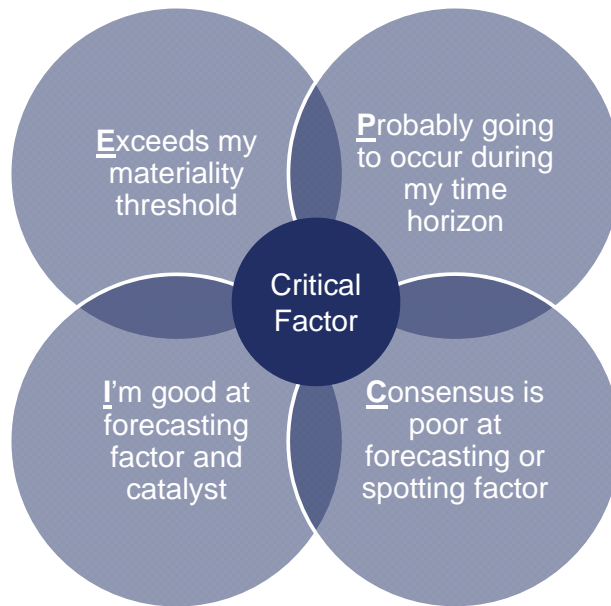 Exceeds my
materiality
threshold
Probably going
to occur during
my time
horizon
Critical
Factor
I'm good at
forecasting
factor and
catalyst
Consensus is
poor at
forecasting or
spotting factor